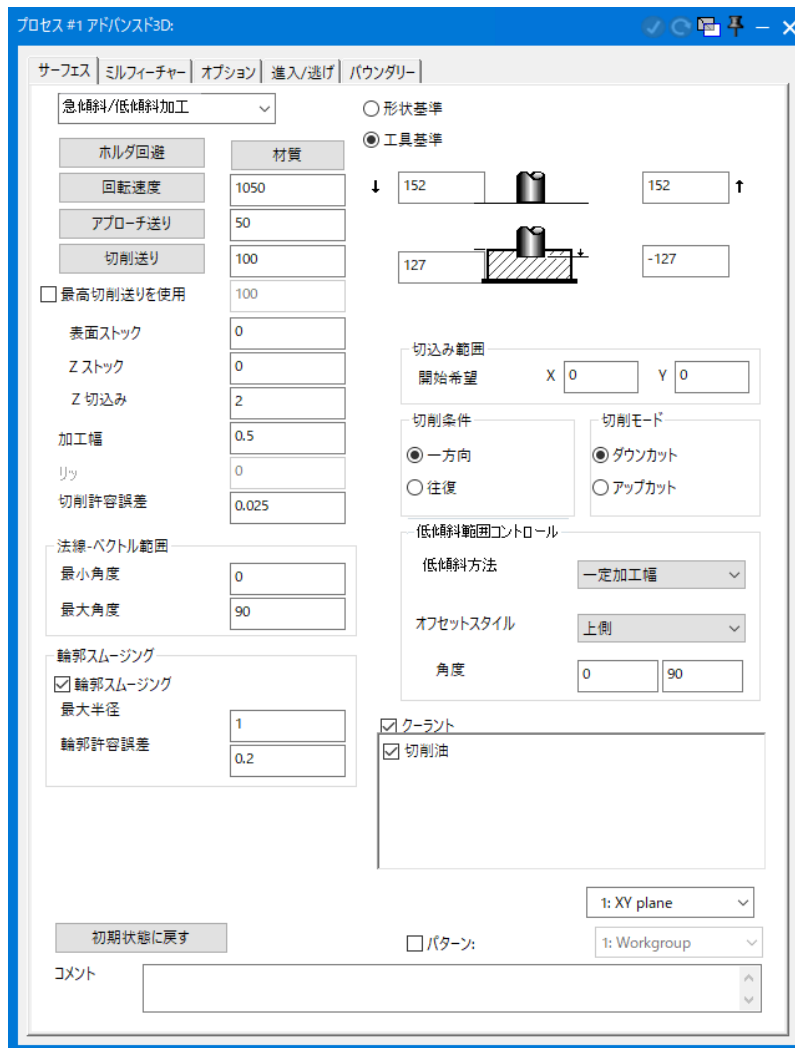 プロセス #1 アドバンスド3D:
サーフェス ミルフィーチャー オプション 進入/逃げ バウンダリー
急傾斜/低傾斜加工
形状基準
工具基準
ホルダ回避 材質
回転速度 1050
152 152
アプローチ送り 50
切削送り 100
127 -127
最高切削送りを使用 100
表面ストック 0
Z ストック 0
Z 切込み 2
加工幅 0.5
リッ 0
切削許容誤差 0.025
切込み範囲
開始希望 X 0 Y 0
切削条件
一方向
往復
切削モード
ダウンカット
アップカット
法線-ベクトル範囲
最小角度 0
最大角度 90
低傾斜範囲コントロール
低傾斜方法 一定加工幅
オフセットスタイル 上側
角度 0 90
輪郭スムージング
輪郭スムージング
最大半径 1
輪郭許容誤差 0.2
クーラント
切削油
1: XY plane
初期状態に戻す
パターン: 1: Workgroup
コメント